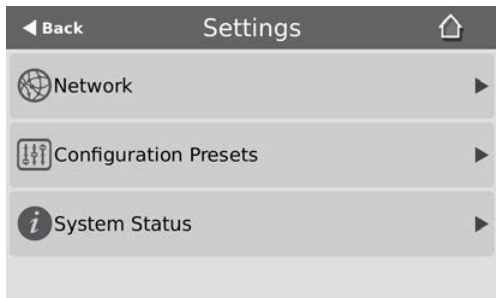 Back
Settings
Network
Configuration Presets
System Status